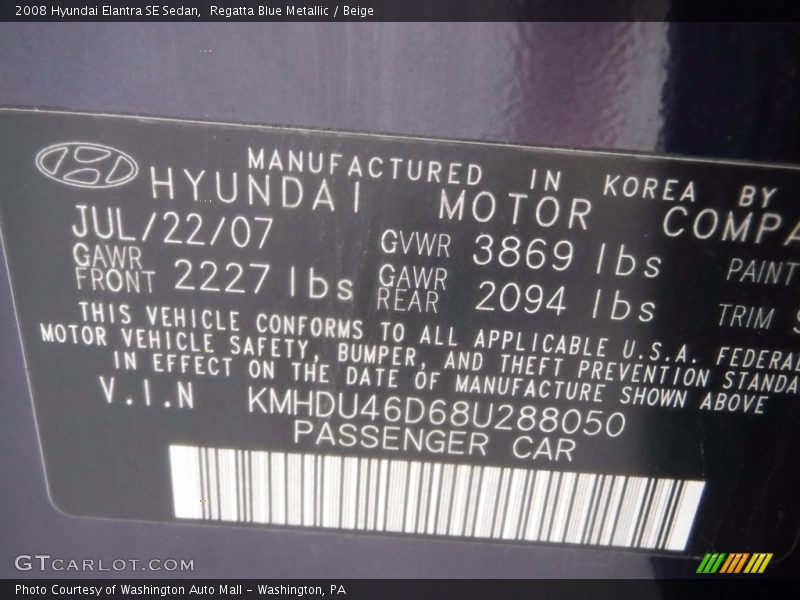 2008 Hyundai Elantra SE Sedan,  Regatta Blue Metallic / Beige
MANUFACTURED IN KOREA BY
HYUNDAI MOTOR COMPA
JUL/22/07 GVWR 3869 lbs PAINT
GAWR FRONT 2227 lbs GAWR REAR 2094 lbs TRIM
THIS VEHICLE CONFORMS TO ALL APPLICABLE U.S.A. FEDERAL
MOTOR VEHICLE SAFETY, BUMPER, AND THEFT PREVENTION STANDA
IN EFFECT ON THE DATE OF MANUFACTURE SHOWN ABOVE
V.I.N KMHDU46D68U288050
PASSENGER CAR
GTCARLOT.COM
Photo Courtesy of Washington Auto Mall - Washington, PA